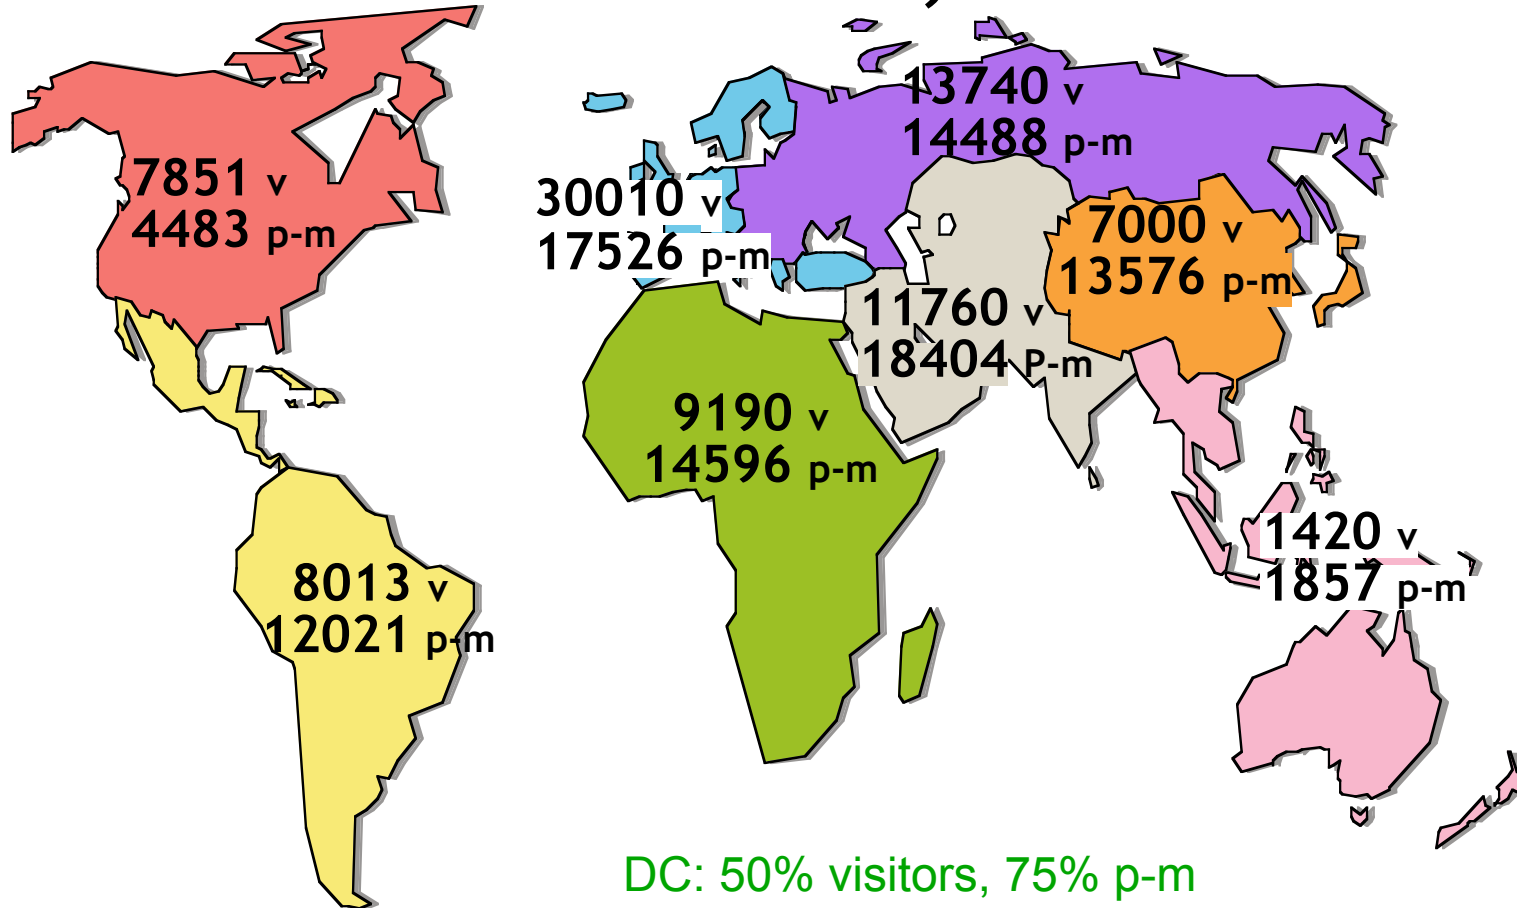 13740 v
14488 p-m
7851 v
4483 p-m
30010 v
17526 p-m
7000 v
13576 p-m
11760 v
18404 P-m
9190 v
14596 p-m
1420 v
1857 p-m
8013 v
12021 p-m
DC: 50% visitors, 75% p-m